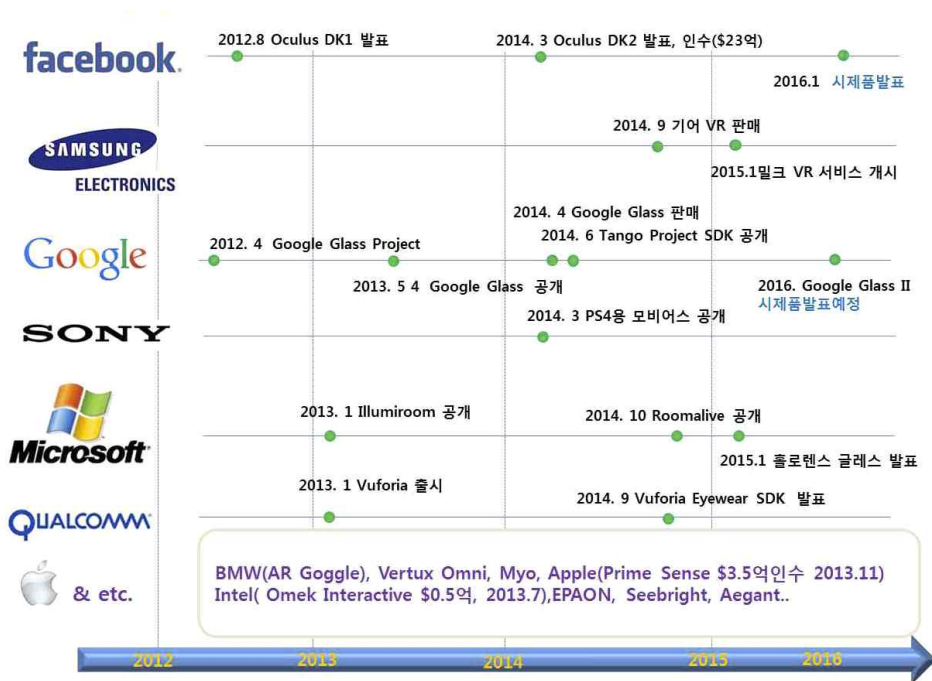 facebook.
2012.8 Oculus DK1 발표
2014. 3 Oculus DK2 발표, 인수($23억)
2016.1 시제품발표
SAMSUNG
ELECTRONICS
2014. 9 기어 VR 판매
2015.1밀크 VR 서비스 개시
Google
2012. 4 Google Glass Project
2013. 5 4 Google Glass 공개
2014. 4 Google Glass 판매
2014. 6 Tango Project SDK 공개
2016. Google Glass II
시제품발표예정
SONY
2014. 3 PS4용 모비어스 공개
Microsoft
2013. 1 Illumiroom 공개
2014. 10 Roomalive 공개
2015.1 홀로렌스 글레스 발표
QUALCOMM
2013. 1 Vuforia 출시
2014. 9 Vuforia Eyewear SDK 발표
& etc.
BMW(AR Goggle), Vertux Omni, Myo, Apple(Prime Sense $3.5억인수 2013.11)
Intel( Omek Interactive $0.5억, 2013.7),EPAON, Seebright, Aegant..
2012 2013 2014 2015 2016